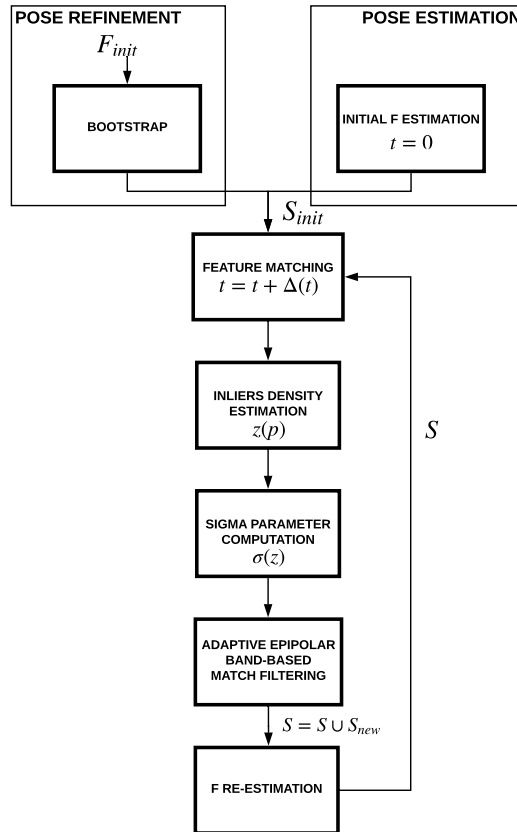 POSE REFINEMENT
F_init
BOOTSTRAP
POSE ESTIMATION
INITIAL F ESTIMATION
t = 0
S_init
FEATURE MATCHING
t = t + Δ(t)
INLIERS DENSITY
ESTIMATION
z(p)
S
SIGMA PARAMETER
COMPUTATION
σ(z)
ADAPTIVE EPIPOLAR
BAND-BASED
MATCH FILTERING
S = S ∪ S_new
F RE-ESTIMATION